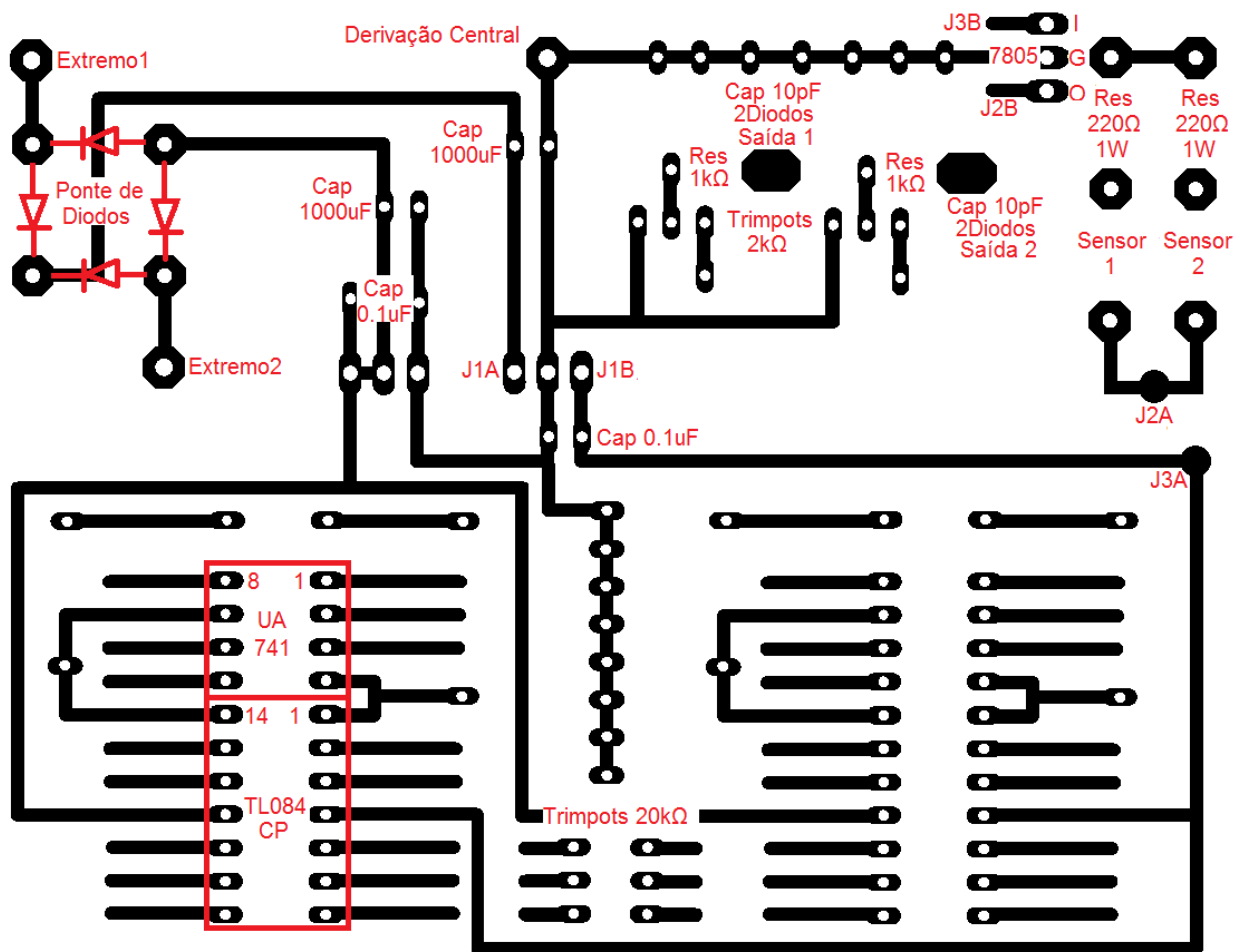 Extremo1
Derivação Central
J3B
I
7805
G
J2B
O
Cap 10pF
2Diodos
Saída 1
Res
220Ω
1W
Res
220Ω
1W
Cap
1000uF
Res
1kΩ
Res
1kΩ
Ponte de
Diodos
Cap
1000uF
Trimpots
2kΩ
Cap 10pF
2Diodos
Saída 2
Sensor
1
Sensor
2
Cap
0.1uF
Extremo2
J1A
J1B
J2A
Cap 0.1uF
J3A
8 1
UA
741
14 1
TL084
CP
Trimpots 20kΩ